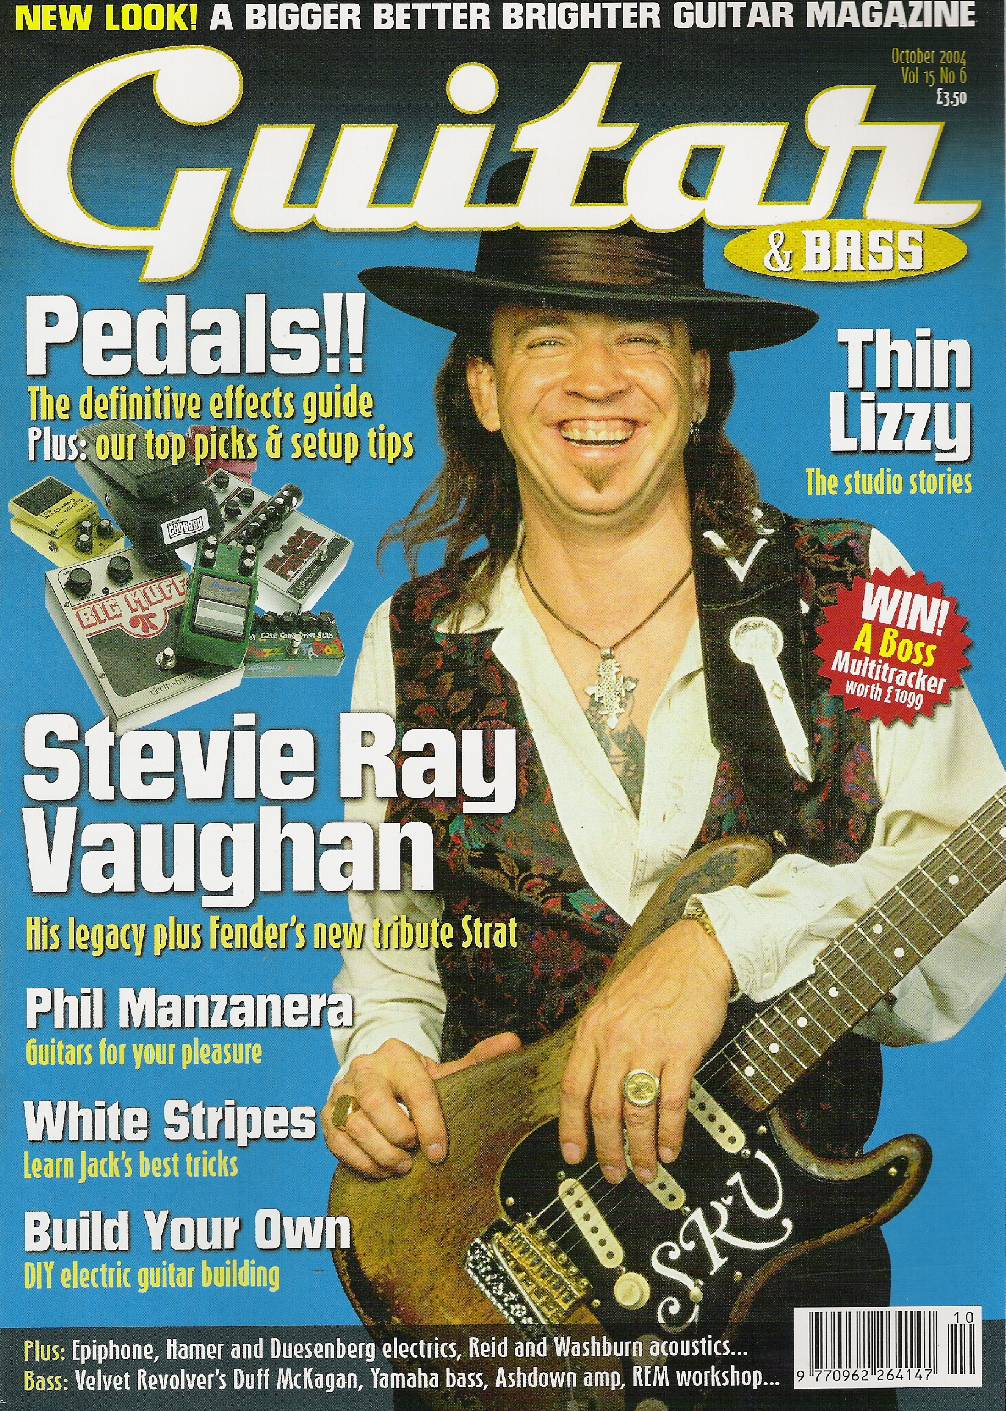 NEW LOOK! A BIGGER BETTER BRIGHTER GUITAR MAGAZINE
October 2004
Vol 15 No 6
£3.50
Guitar
& BASS
Pedals!!
The definitive effects guide
Plus: our top picks & setup tips
Thin
Lizzy
The studio stories
WIN!
A Boss
Multitracker
worth £1099
BIG MUFF
π
Stevie Ray
Vaughan
His legacy plus Fender's new tribute Strat
Phil Manzanera
Guitars for your pleasure
White Stripes
Learn Jack's best tricks
Build Your Own
DIY electric guitar building
SRV
Plus: Epiphone, Hamer and Duesenberg electrics, Reid and Washburn acoustics...
Bass: Velvet Revolver's Duff McKagan, Yamaha bass, Ashdown amp, REM workshop...
10
9 770962 264147